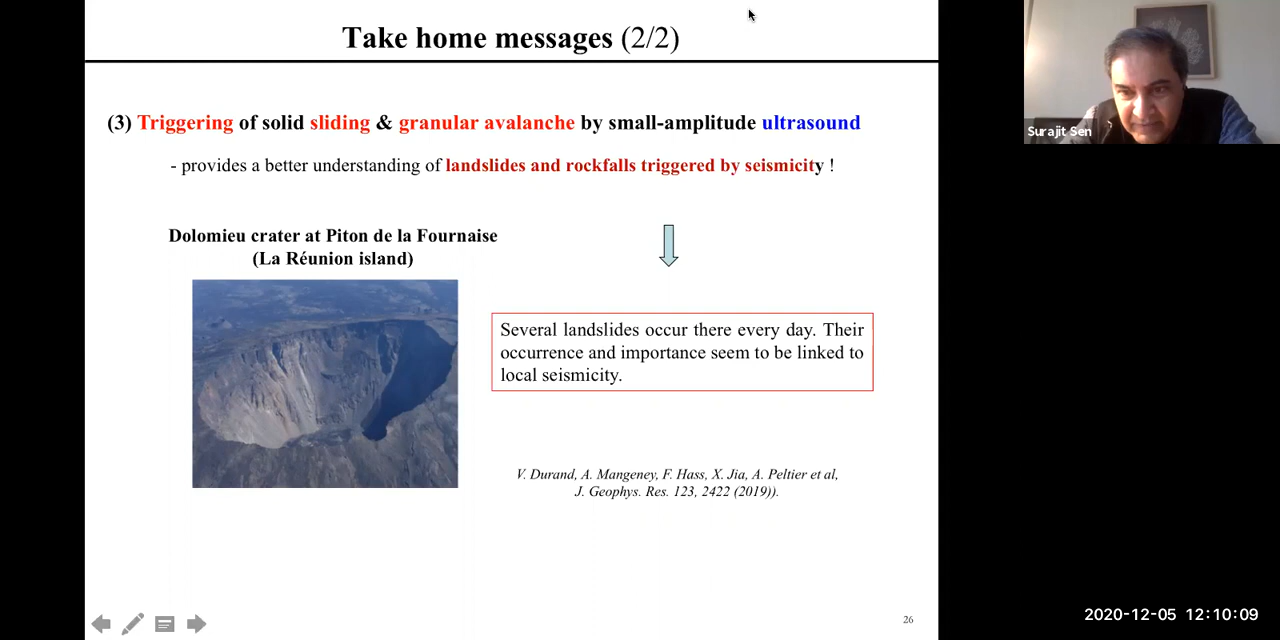 Take home messages (2/2)
(3) Triggering of solid sliding & granular avalanche by small-amplitude ultrasound
- provides a better understanding of landslides and rockfalls triggered by seismicity !
Dolomieu crater at Piton de la Fournaise
(La Réunion island)
Several landslides occur there every day. Their
occurrence and importance seem to be linked to
local seismicity.
V. Durand, A. Mangeney, F. Hass, X. Jia, A. Peltier et al,
J. Geophys. Res. 123, 2422 (2019)).
26
Surajit Sen
2020-12-05 12:10:09